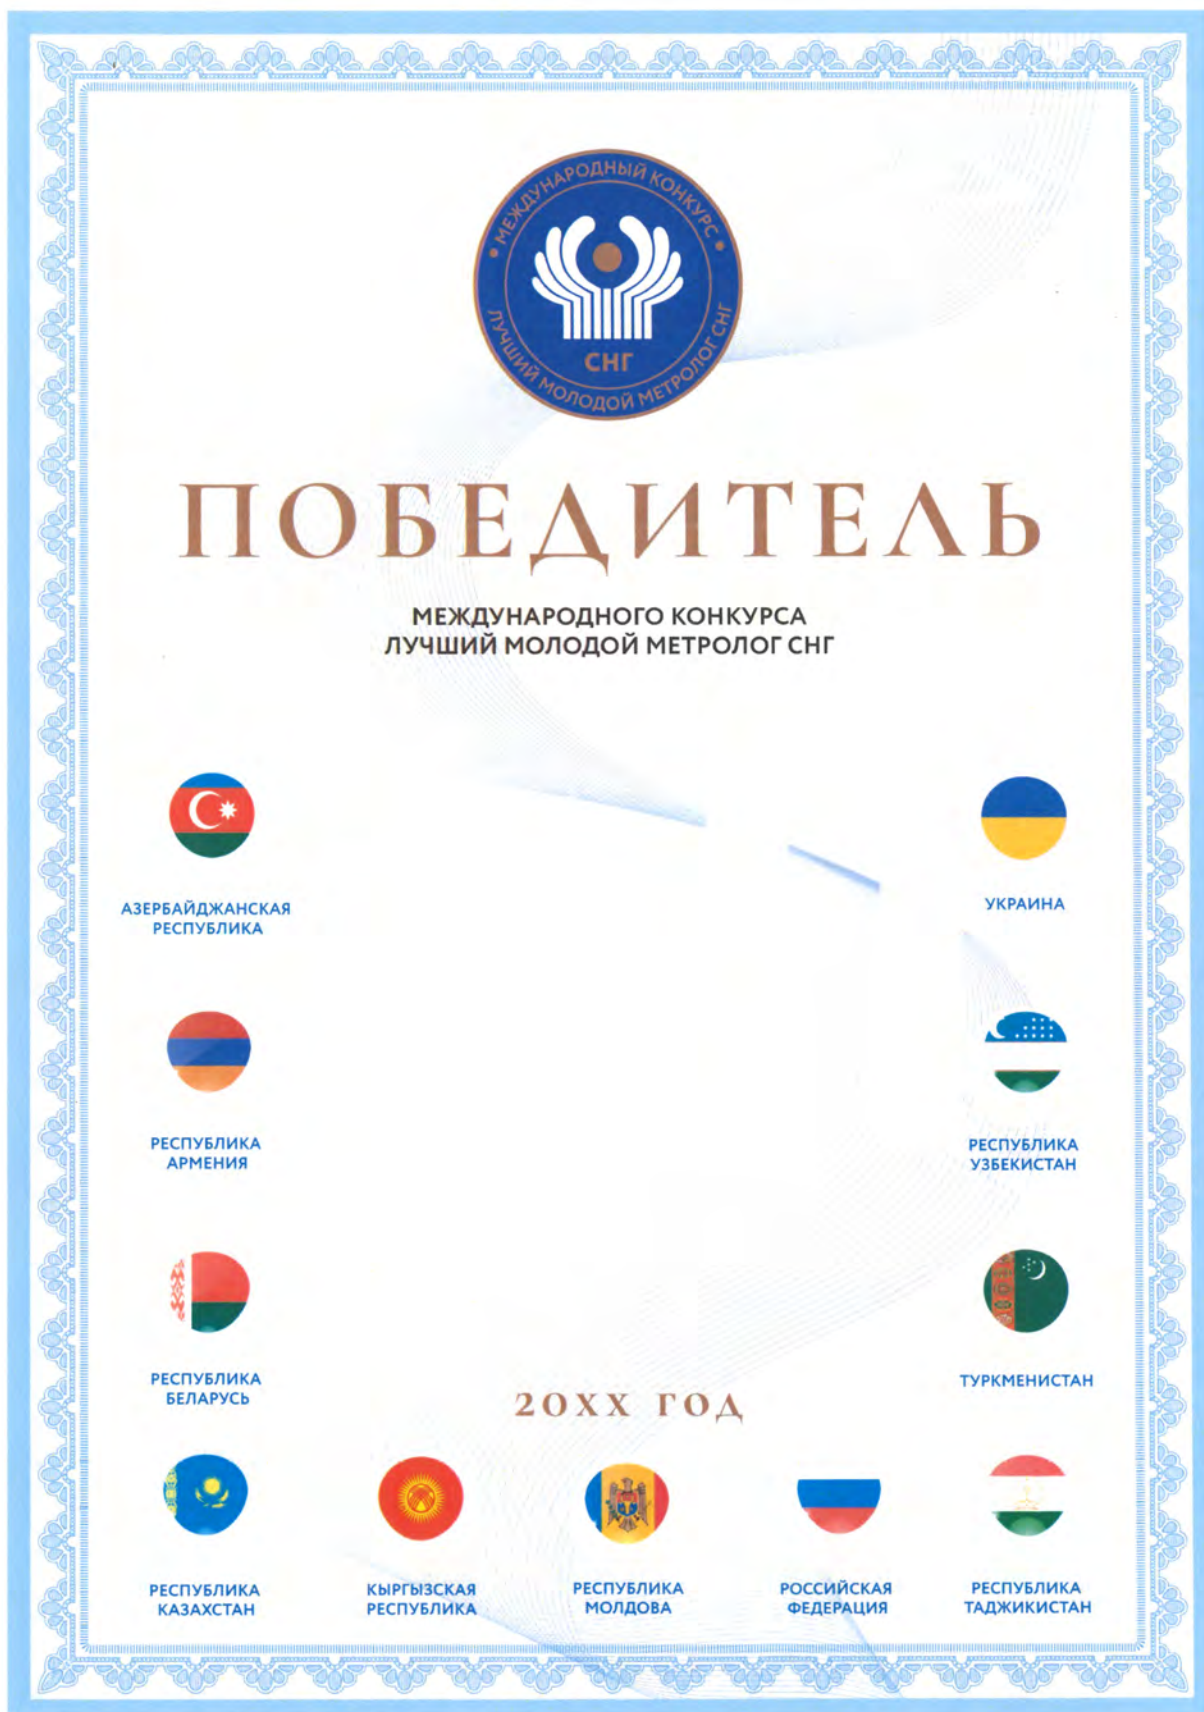 • МЕЖДУНАРОДНЫЙ КОНКУРС •
СНГ
ЛУЧШИЙ МОЛОДОЙ МЕТРОЛОГ СНГ
ПОБЕДИТЕЛЬ
МЕЖДУНАРОДНОГО КОНКУРСА
ЛУЧШИЙ МОЛОДОЙ МЕТРОЛОГ СНГ
АЗЕРБАЙДЖАНСКАЯ
РЕСПУБЛИКА
УКРАИНА
РЕСПУБЛИКА
АРМЕНИЯ
РЕСПУБЛИКА
УЗБЕКИСТАН
РЕСПУБЛИКА
БЕЛАРУСЬ
ТУРКМЕНИСТАН
20XX ГОД
РЕСПУБЛИКА
КАЗАХСТАН
КЫРГЫЗСКАЯ
РЕСПУБЛИКА
РЕСПУБЛИКА
МОЛДОВА
РОССИЙСКАЯ
ФЕДЕРАЦИЯ
РЕСПУБЛИКА
ТАДЖИКИСТАН